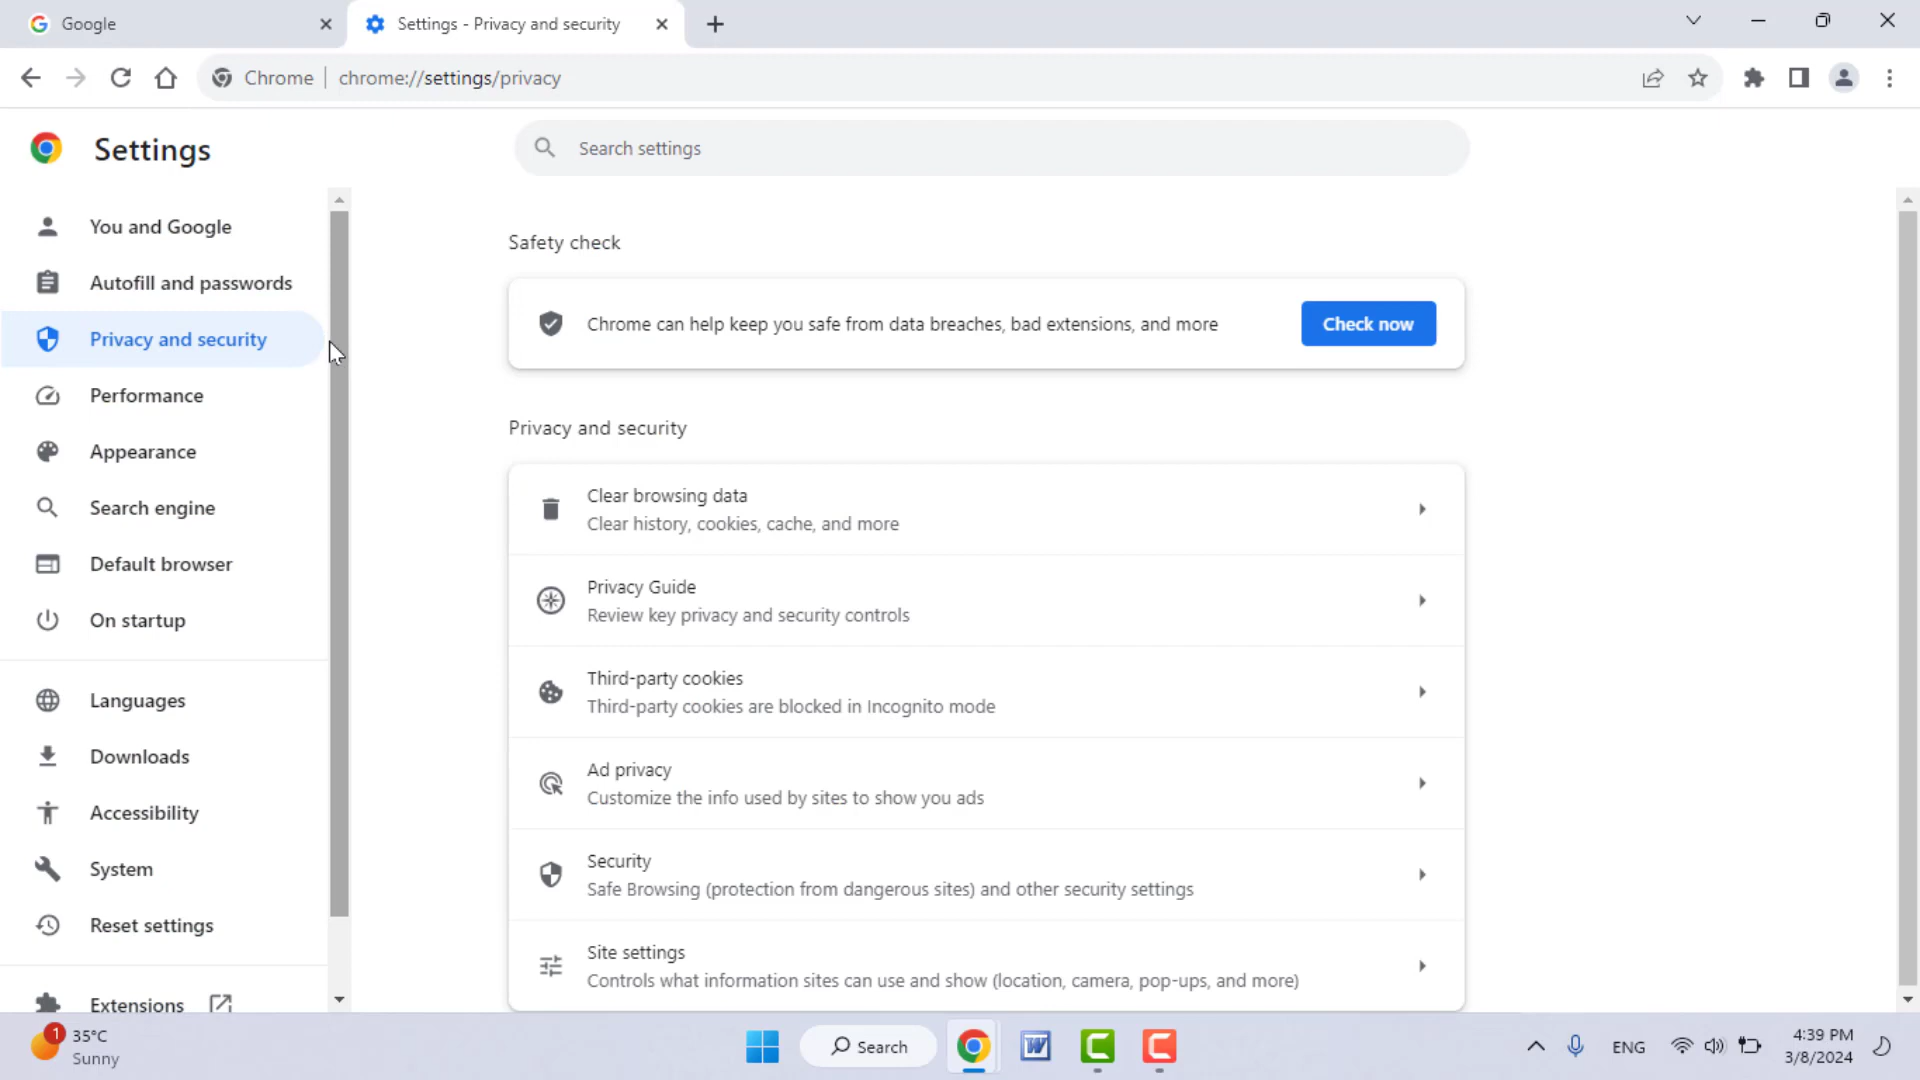 Google
Settings - Privacy and security
Chrome
chrome://settings/privacy
Settings
Search settings
You and Google
Autofill and passwords
Privacy and security
Performance
Appearance
Search engine
Default browser
On startup
Languages
Downloads
Accessibility
System
Reset settings
Extensions
Safety check
Chrome can help keep you safe from data breaches, bad extensions, and more
Check now
Privacy and security
Clear browsing data
Clear history, cookies, cache, and more
Privacy Guide
Review key privacy and security controls
Third-party cookies
Third-party cookies are blocked in Incognito mode
Ad privacy
Customize the info used by sites to show you ads
Security
Safe Browsing (protection from dangerous sites) and other security settings
Site settings
Controls what information sites can use and show (location, camera, pop-ups, and more)
1
35°C
Sunny
Search
W
ENG
4:39 PM
3/8/2024